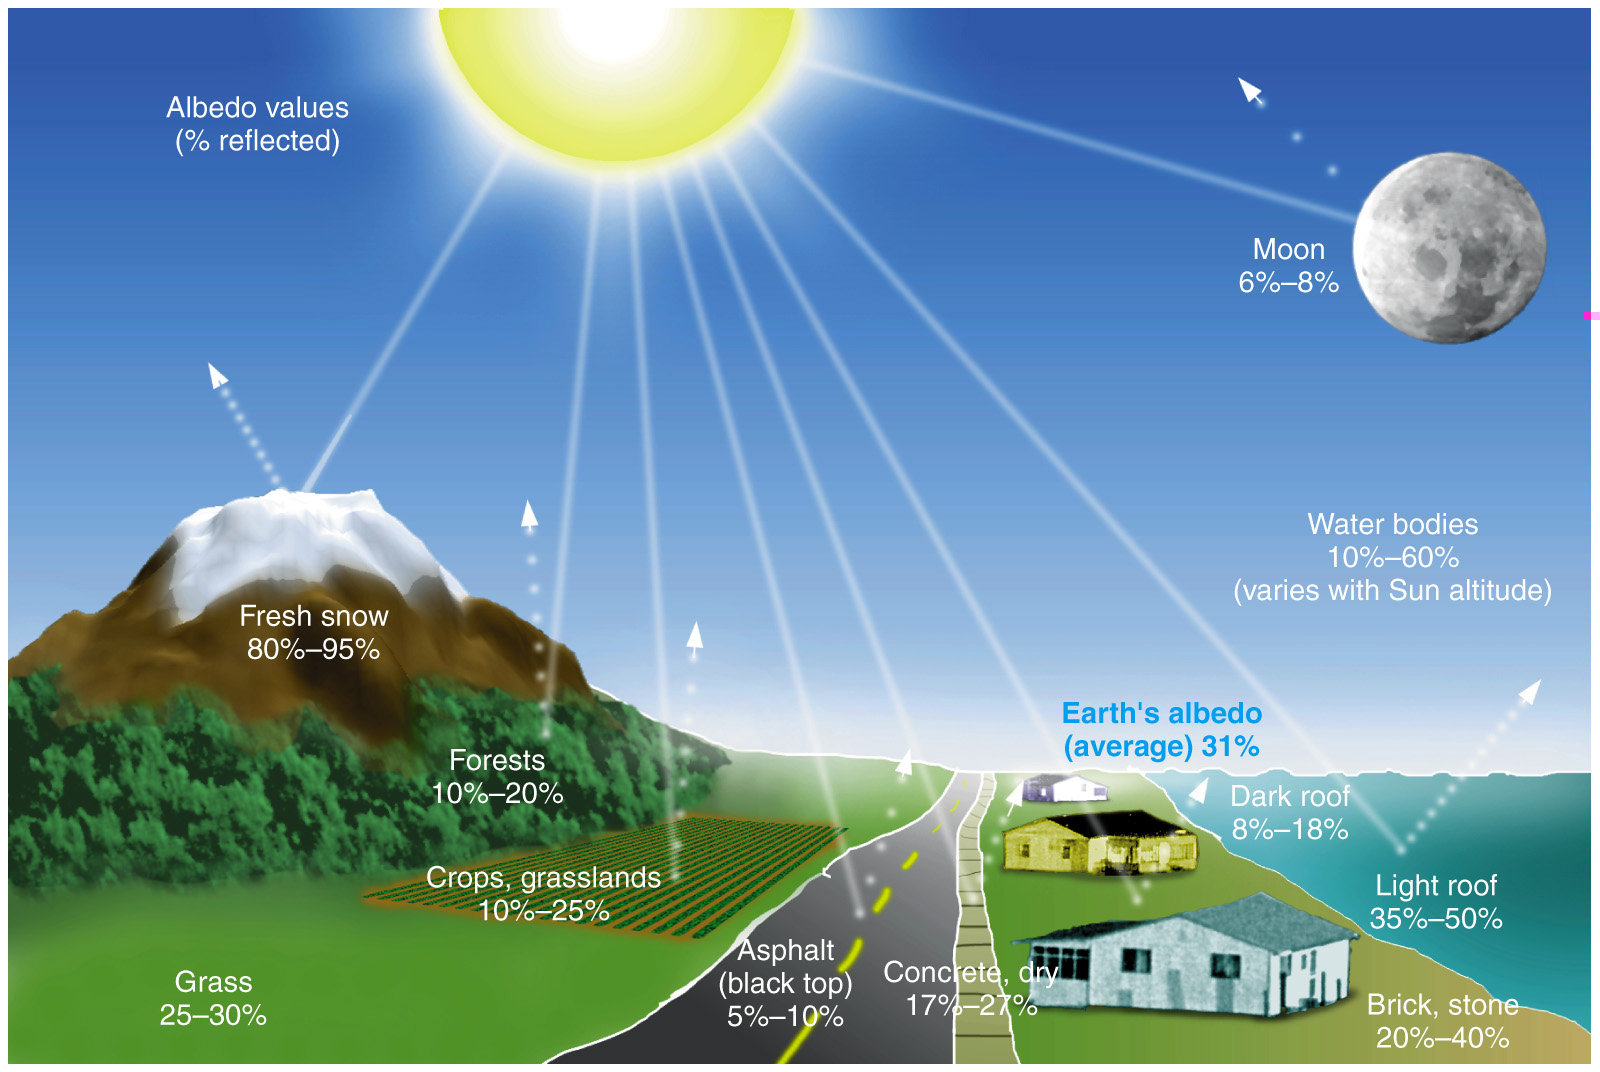 Albedo values
(% reflected)
Moon
6%–8%
Water bodies
10%–60%
(varies with Sun altitude)
Fresh snow
80%–95%
Earth's albedo
(average) 31%
Forests
10%–20%
Dark roof
8%–18%
Crops, grasslands
10%–25%
Light roof
35%–50%
Asphalt
(black top)
5%–10%
Concrete, dry
17%–27%
Grass
25–30%
Brick, stone
20%–40%